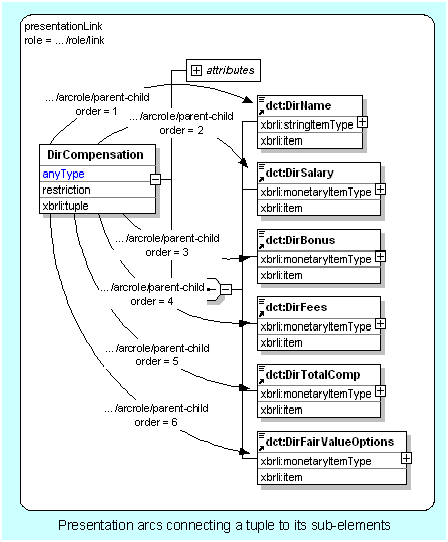 presentationLink
role = .../role/link
attributes
.../arcrole/parent-child
order = 1
.../arcrole/parent-child
order = 2
dct:DirName
xbrli:stringItemType
xbrli:item
DirCompensation
anyType
restriction
xbrli:tuple
dct:DirSalary
xbrli:monetaryItemType
xbrli:item
.../arcrole/parent-child
order = 3
dct:DirBonus
xbrli:monetaryItemType
xbrli:item
.../arcrole/parent-child
order = 4
dct:DirFees
xbrli:monetaryItemType
xbrli:item
.../arcrole/parent-child
order = 5
dct:DirTotalComp
xbrli:monetaryItemType
xbrli:item
.../arcrole/parent-child
order = 6
dct:DirFairValueOptions
xbrli:monetaryItemType
xbrli:item
Presentation arcs connecting a tuple to its sub-elements